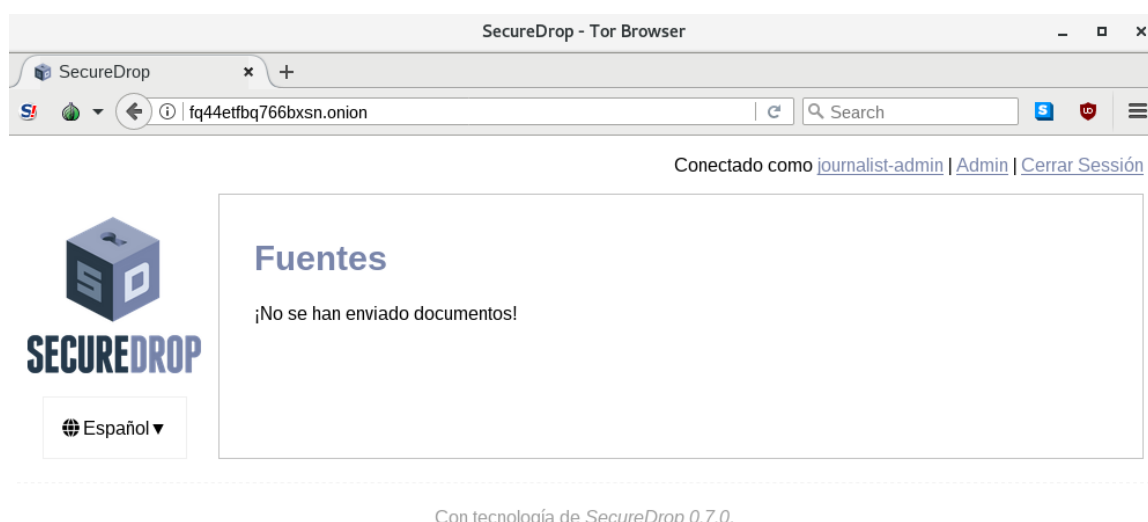 SecureDrop - Tor Browser
SecureDrop
fq44etfbq766bxsn.onion
Search
Conectado como journalist-admin | Admin | Cerrar Sessión
SD
SECUREDROP
Fuentes
¡No se han enviado documentos!
Español
Con tecnología de SecureDrop 0.7.0.